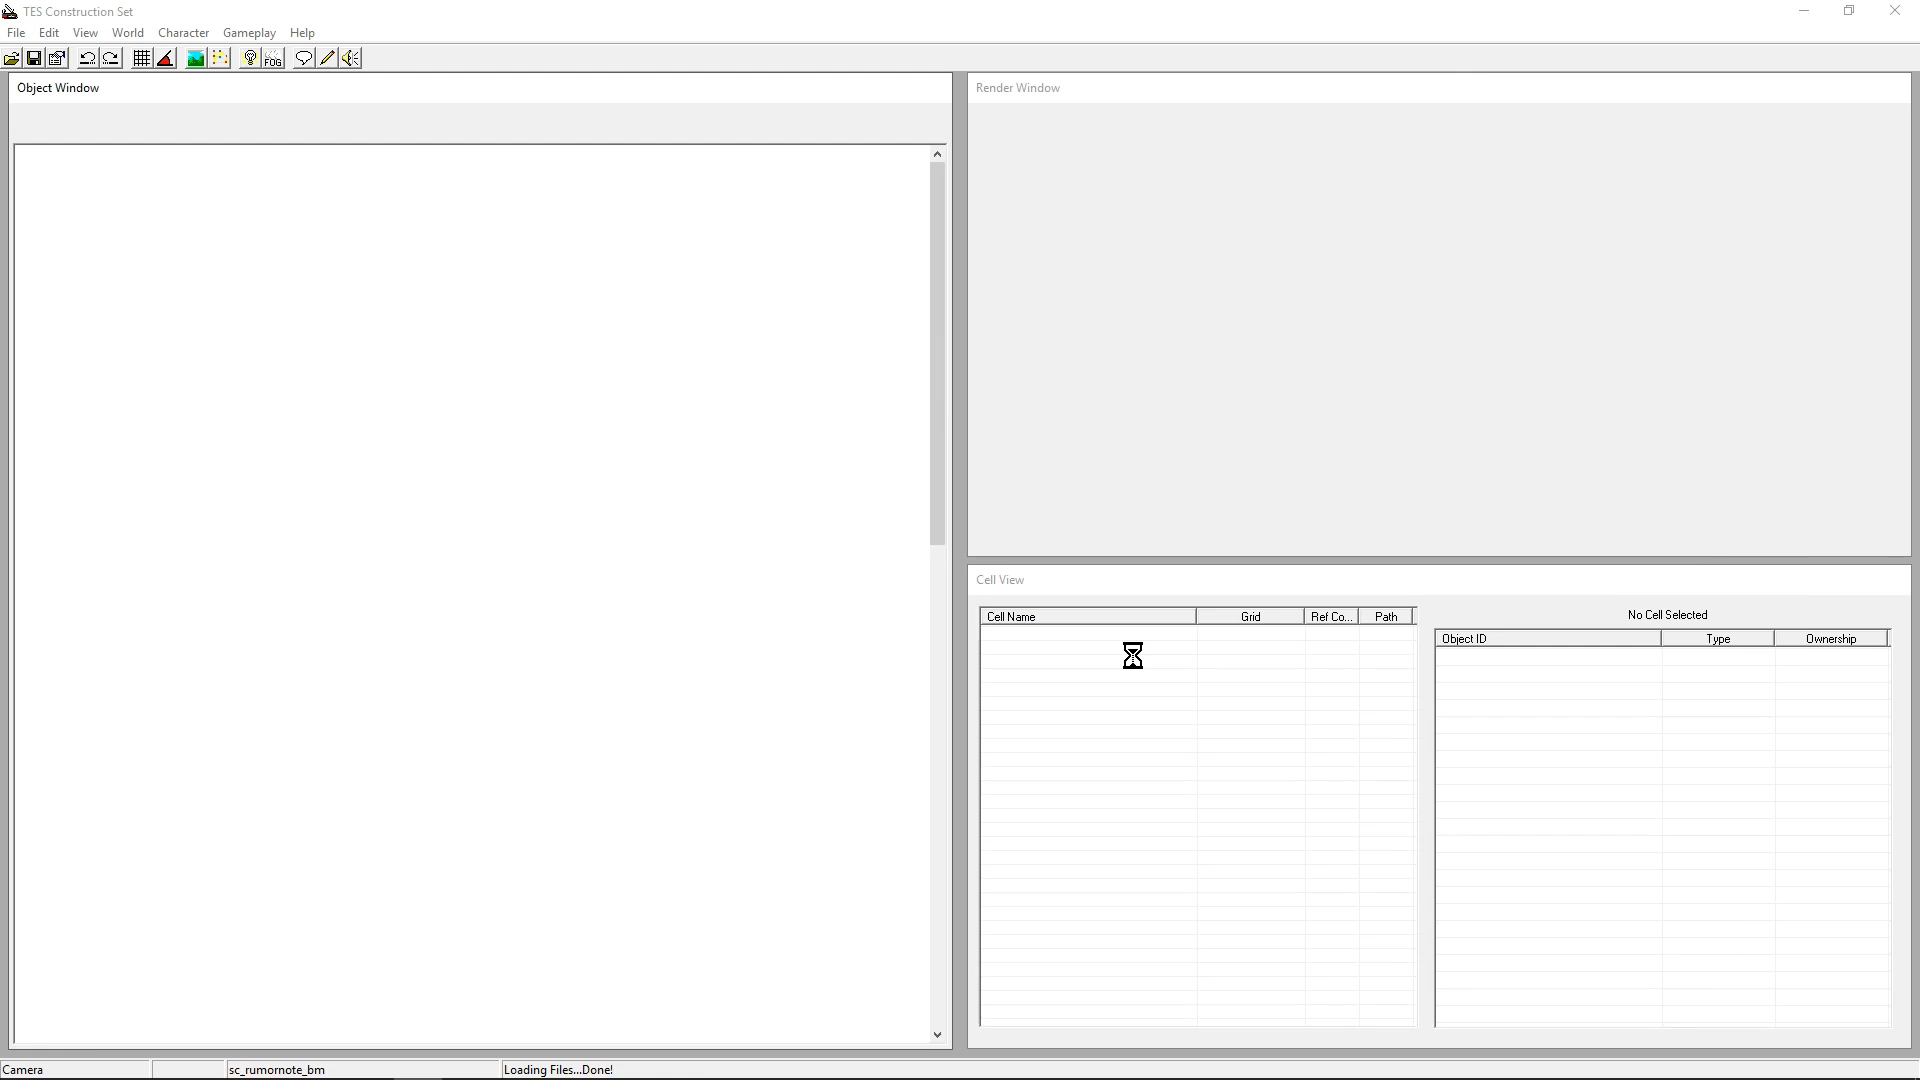 TES Construction Set
File Edit View World Character Gameplay Help
FOG
Object Window
Render Window
Cell View
Cell Name Grid Ref Co... Path
No Cell Selected
Object ID Type Ownership
Camera sc_rumornote_bm Loading Files...Done!